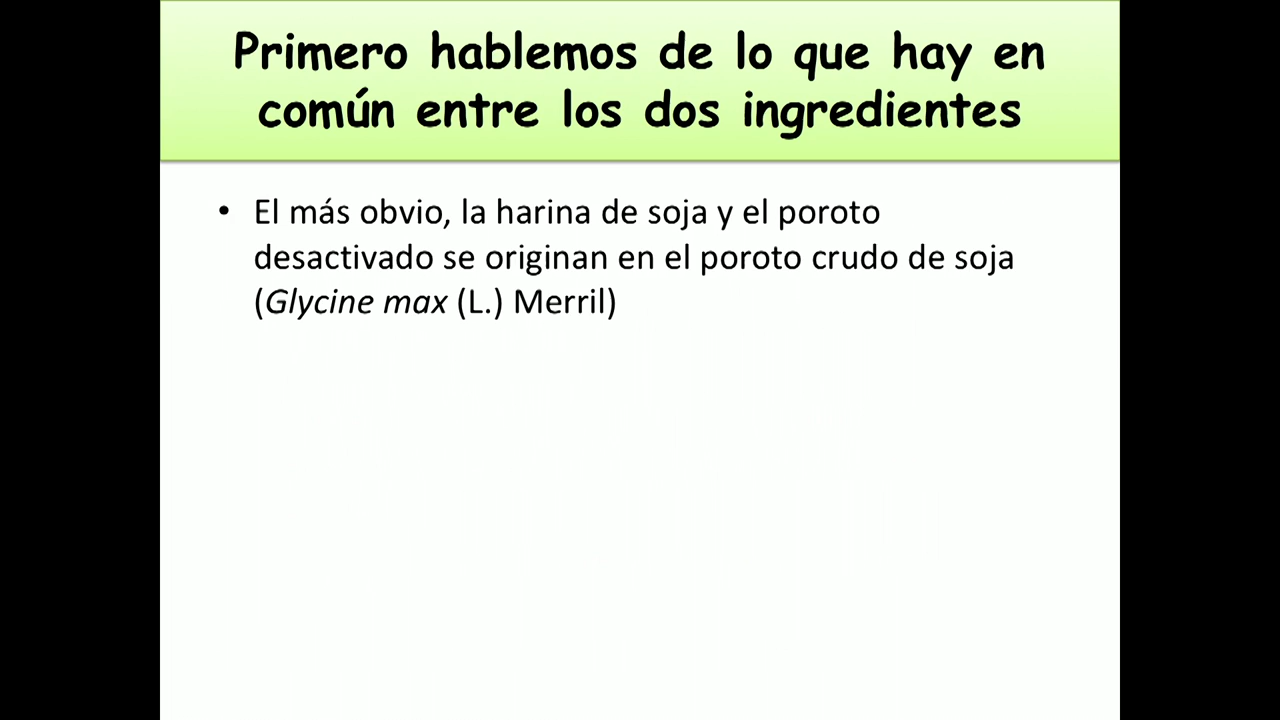 Primero hablemos de lo que hay en
común entre los dos ingredientes
• El más obvio, la harina de soja y el poroto
desactivado se originan en el poroto crudo de soja
(Glycine max (L.) Merril)